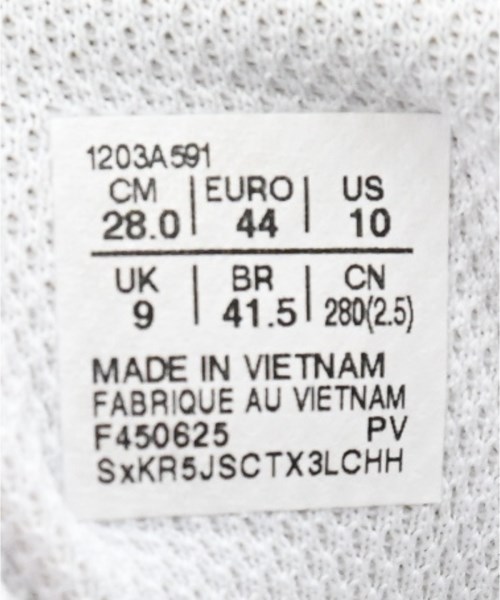 1203A591
CM | EURO | US
28.0 | 44 | 10
UK | BR | CN
9 | 41.5 | 280(2.5)
MADE IN VIETNAM
FABRIQUE AU VIETNAM
F450625 PV
SxKR5JSCTX3LCHH